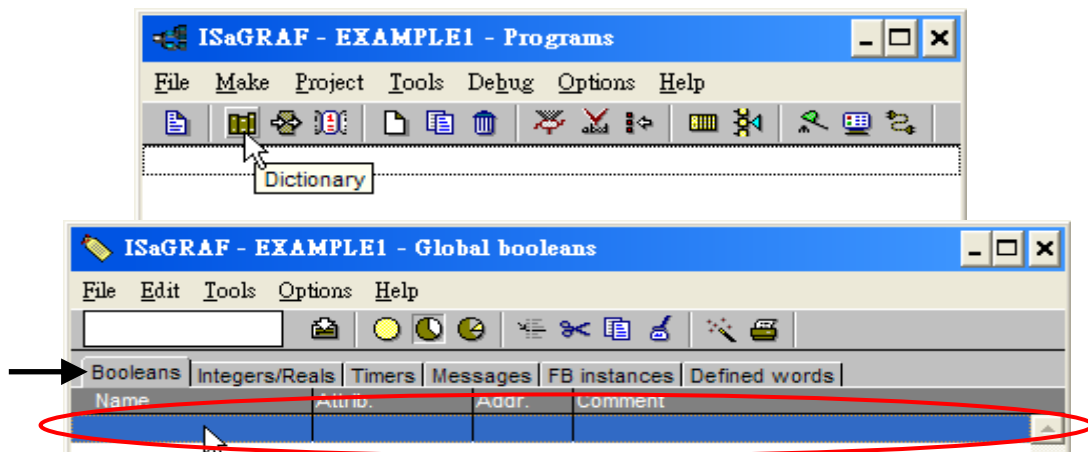 ISaGRAF - EXAMPLE1 - Programs
File Make Project Tools Debug Options Help
Dictionary
ISaGRAF - EXAMPLE1 - Global booleans
File Edit Tools Options Help
Booleans Integers/Reals Timers Messages FB instances Defined words
Name Attrib. Addr. Comment